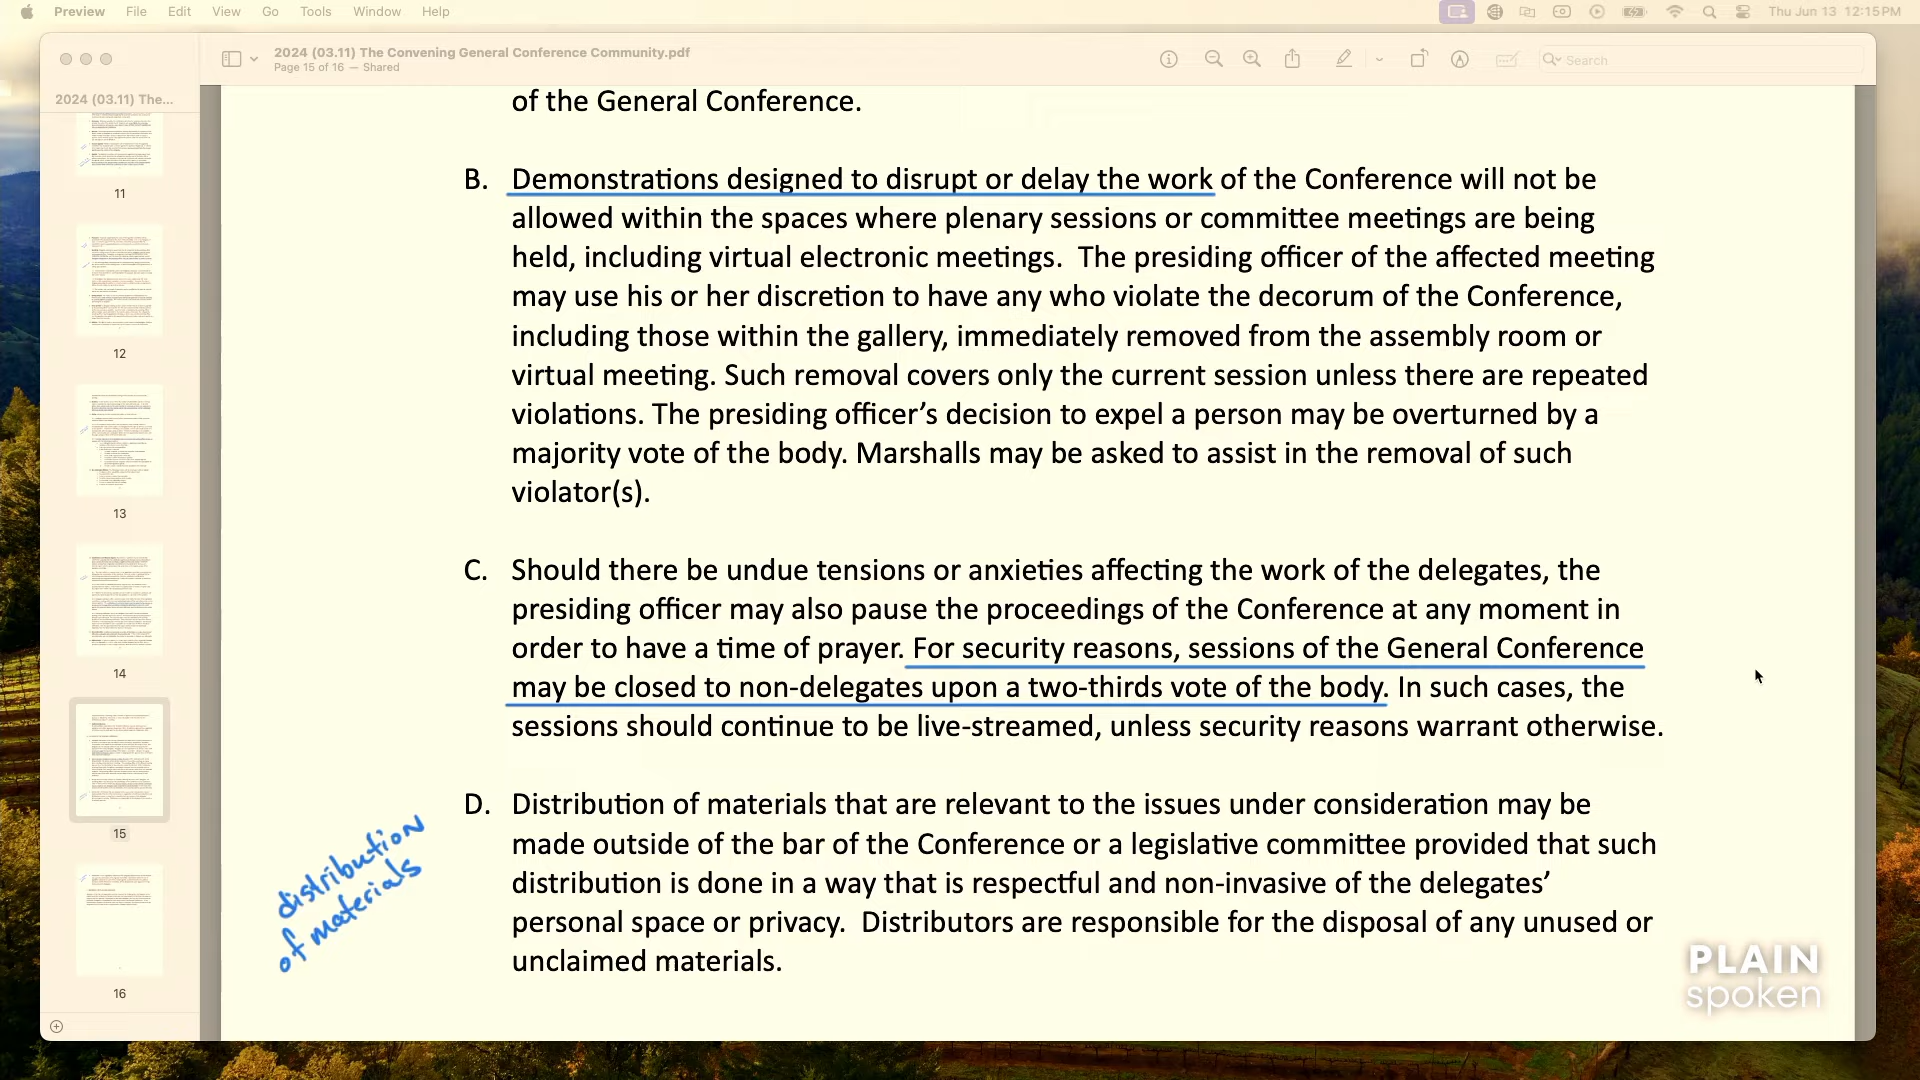 Preview File Edit View Go Tools Window Help Thu Jun 13 12:15 PM
2024 (03.11) The Convening General Conference Community.pdf
Page 15 of 16 — Shared
Search
2024 (03.11) The...
11
12
13
14
15
16
of the General Conference.
B. Demonstrations designed to disrupt or delay the work of the Conference will not be
allowed within the spaces where plenary sessions or committee meetings are being
held, including virtual electronic meetings. The presiding officer of the affected meeting
may use his or her discretion to have any who violate the decorum of the Conference,
including those within the gallery, immediately removed from the assembly room or
virtual meeting. Such removal covers only the current session unless there are repeated
violations. The presiding officer’s decision to expel a person may be overturned by a
majority vote of the body. Marshalls may be asked to assist in the removal of such
violator(s).
C. Should there be undue tensions or anxieties affecting the work of the delegates, the
presiding officer may also pause the proceedings of the Conference at any moment in
order to have a time of prayer. For security reasons, sessions of the General Conference
may be closed to non-delegates upon a two-thirds vote of the body. In such cases, the
sessions should continue to be live-streamed, unless security reasons warrant otherwise.
D. Distribution of materials that are relevant to the issues under consideration may be
made outside of the bar of the Conference or a legislative committee provided that such
distribution is done in a way that is respectful and non-invasive of the delegates’
personal space or privacy. Distributors are responsible for the disposal of any unused or
unclaimed materials.
distribution
of materials
PLAIN
spoken